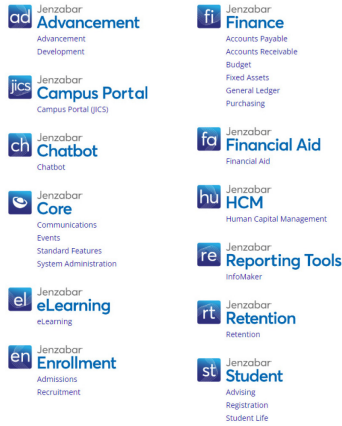 ad
Jenzabar
Advancement
Advancement
Development
jics
Jenzabar
Campus Portal
Campus Portal (JICS)
ch
Jenzabar
Chatbot
Chatbot
Jenzabar
Core
Communications
Events
Standard Features
System Administration
el
Jenzabar
eLearning
eLearning
en
Jenzabar
Enrollment
Admissions
Recruitment
fi
Jenzabar
Finance
Accounts Payable
Accounts Receivable
Budget
Fixed Assets
General Ledger
Purchasing
fa
Jenzabar
Financial Aid
Financial Aid
hu
Jenzabar
HCM
Human Capital Management
re
Jenzabar
Reporting Tools
InfoMaker
rt
Jenzabar
Retention
Retention
st
Jenzabar
Student
Advising
Registration
Student Life